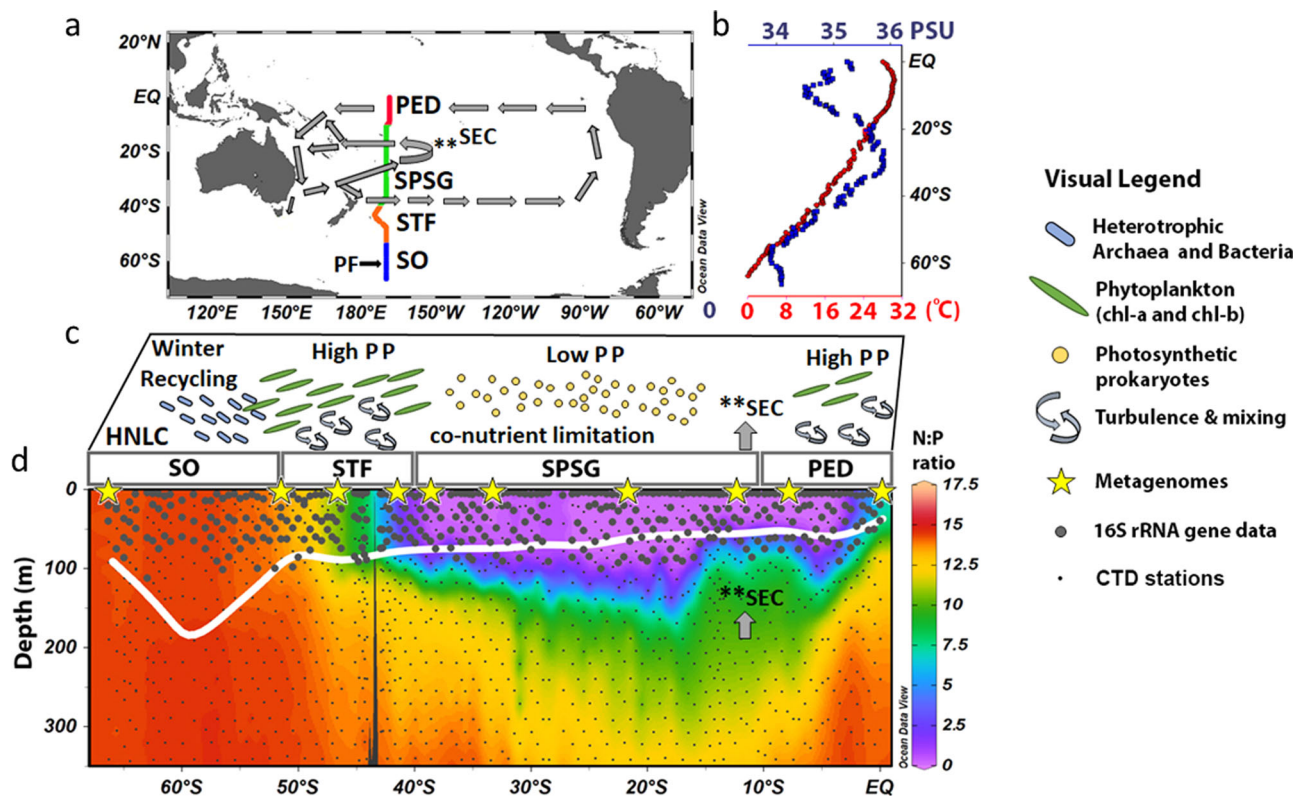 a
20°N
EQ
20°S
40°S
60°S
PED
**SEC
SPSG
STF
PF
SO
120°E
150°E
180°W
150°W
120°W
90°W
60°W
Ocean Data View
b
34
35
36 PSU
EQ
20°S
40°S
60°S
0
0
8
16
24
32 (°C)
c
Winter
Recycling
High PP
Low PP
High PP
**SEC
HNLC
co-nutrient limitation
d
SO
STF
SPSG
PED
N:P
ratio
0
100
200
300
Depth (m)
**SEC
60°S
50°S
40°S
30°S
20°S
10°S
EQ
17.5
15
12.5
10
7.5
5
2.5
0
Ocean Data View
Visual Legend
Heterotrophic
Archaea and Bacteria
Phytoplankton
(chl-a and chl-b)
Photosynthetic
prokaryotes
Turbulence & mixing
Metagenomes
16S rRNA gene data
CTD stations